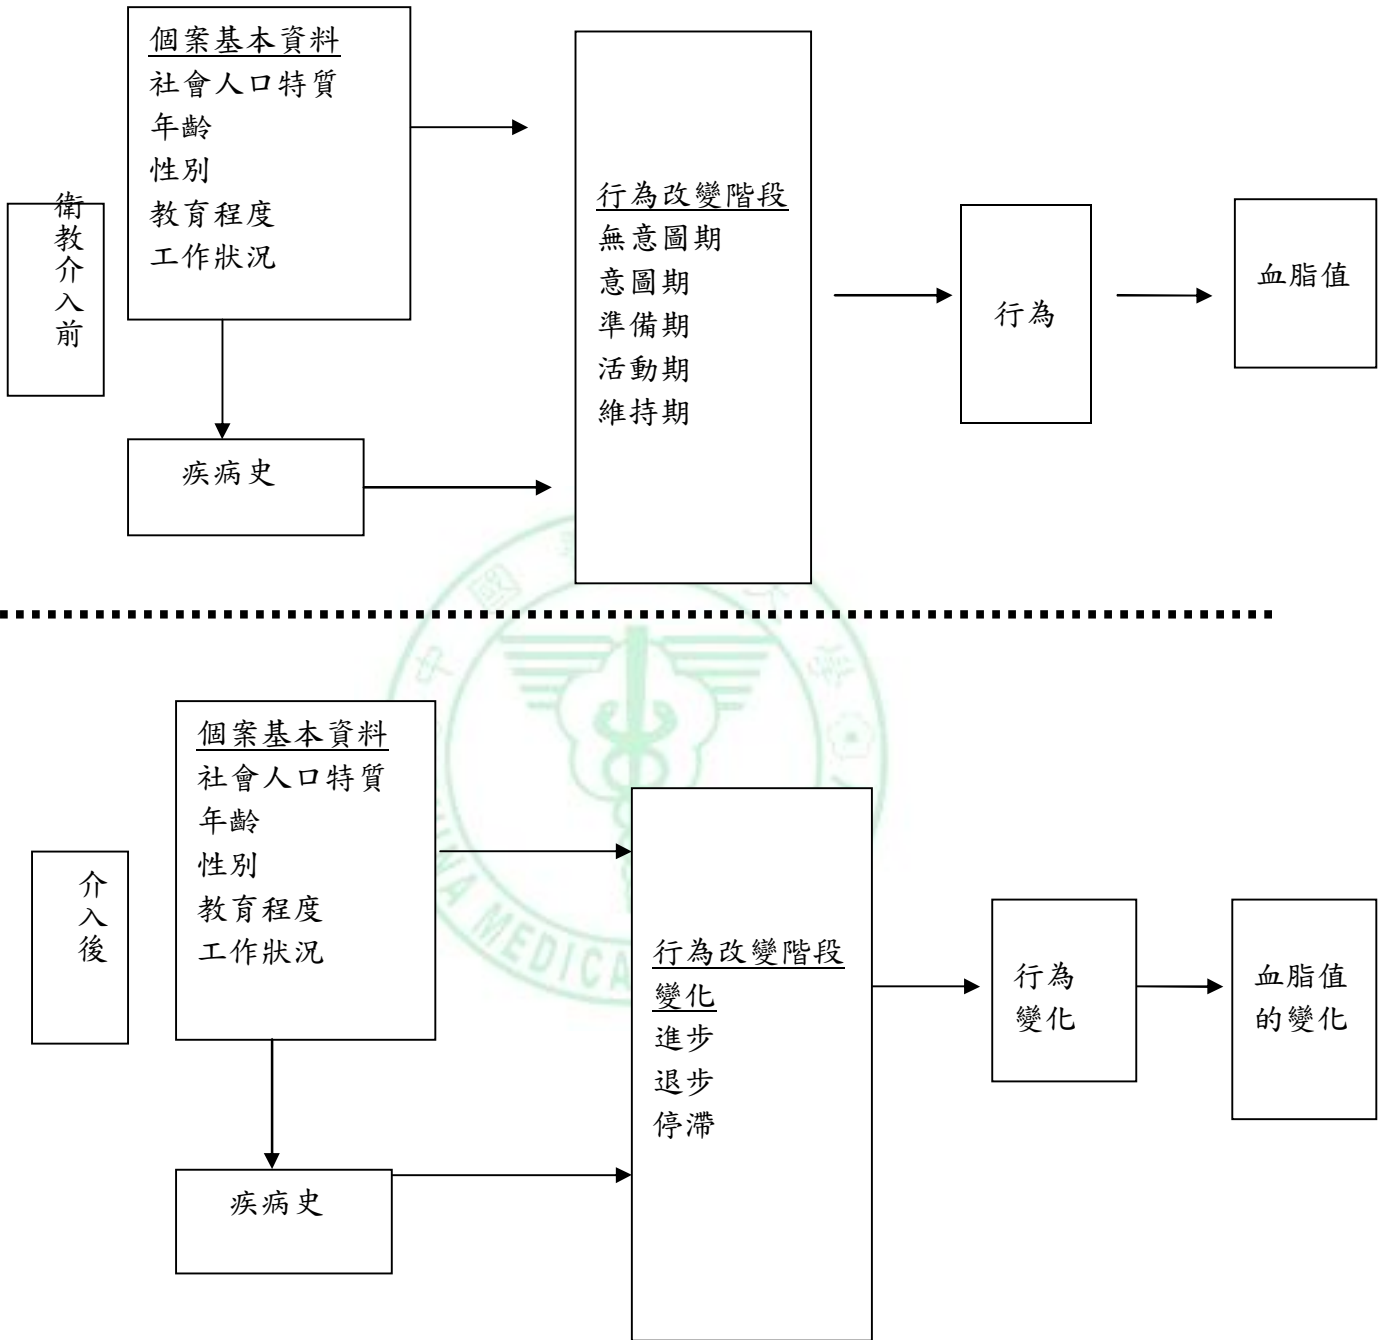 衛教介入前
個案基本資料
社會人口特質
年齡
性別
教育程度
工作狀況
疾病史
行為改變階段
無意圖期
意圖期
準備期
活動期
維持期
行為
血脂值
介入後
個案基本資料
社會人口特質
年齡
性別
教育程度
工作狀況
疾病史
行為改變階段
變化
進步
退步
停滯
行為
變化
血脂值
的變化
中國
大學
MEDICA